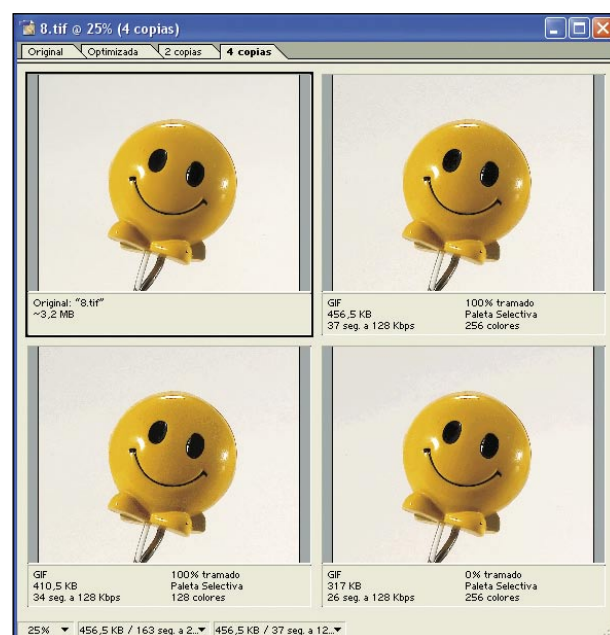 8.tif @ 25% (4 copias)
Original Optimizada 2 copias 4 copias
Original: "8.tif"
~3,2 MB
GIF 100% tramado
456,5 KB Paleta Selectiva
37 seg. a 128 Kbps 256 colores
GIF 100% tramado
410,5 KB Paleta Selectiva
34 seg. a 128 Kbps 128 colores
GIF 0% tramado
317 KB Paleta Selectiva
26 seg. a 128 Kbps 256 colores
25% 456,5 KB / 163 seg. a 2... 456,5 KB / 37 seg. a 12...